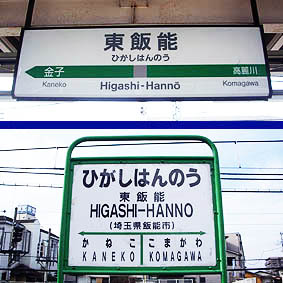 東飯能
ひがしはんのう
金子 高麗川
Kaneko Higashi-Hannō Komagawa
ひがしはんのう
東飯能
HIGASHI-HANNO
(埼玉県飯能市)
かねこ こまがわ
KANEKO KOMAGAWA